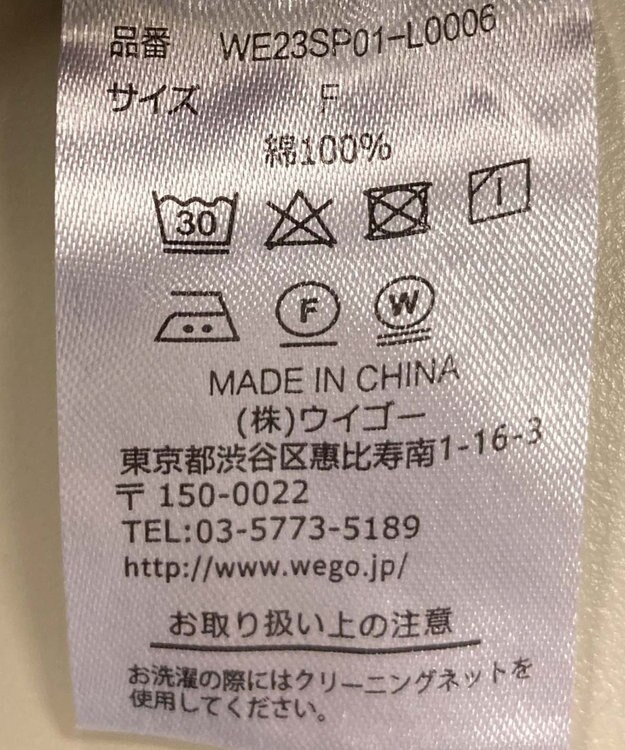 品番 WE23SP01-L0006
サイズ F
綿100%
30
F W
MADE IN CHINA
(株)ウイゴー
東京都渋谷区恵比寿南1-16-3
〒 150-0022
TEL:03-5773-5189
http://www.wego.jp/
お取り扱い上の注意
お洗濯の際にはクリーニングネットを
使用してください。